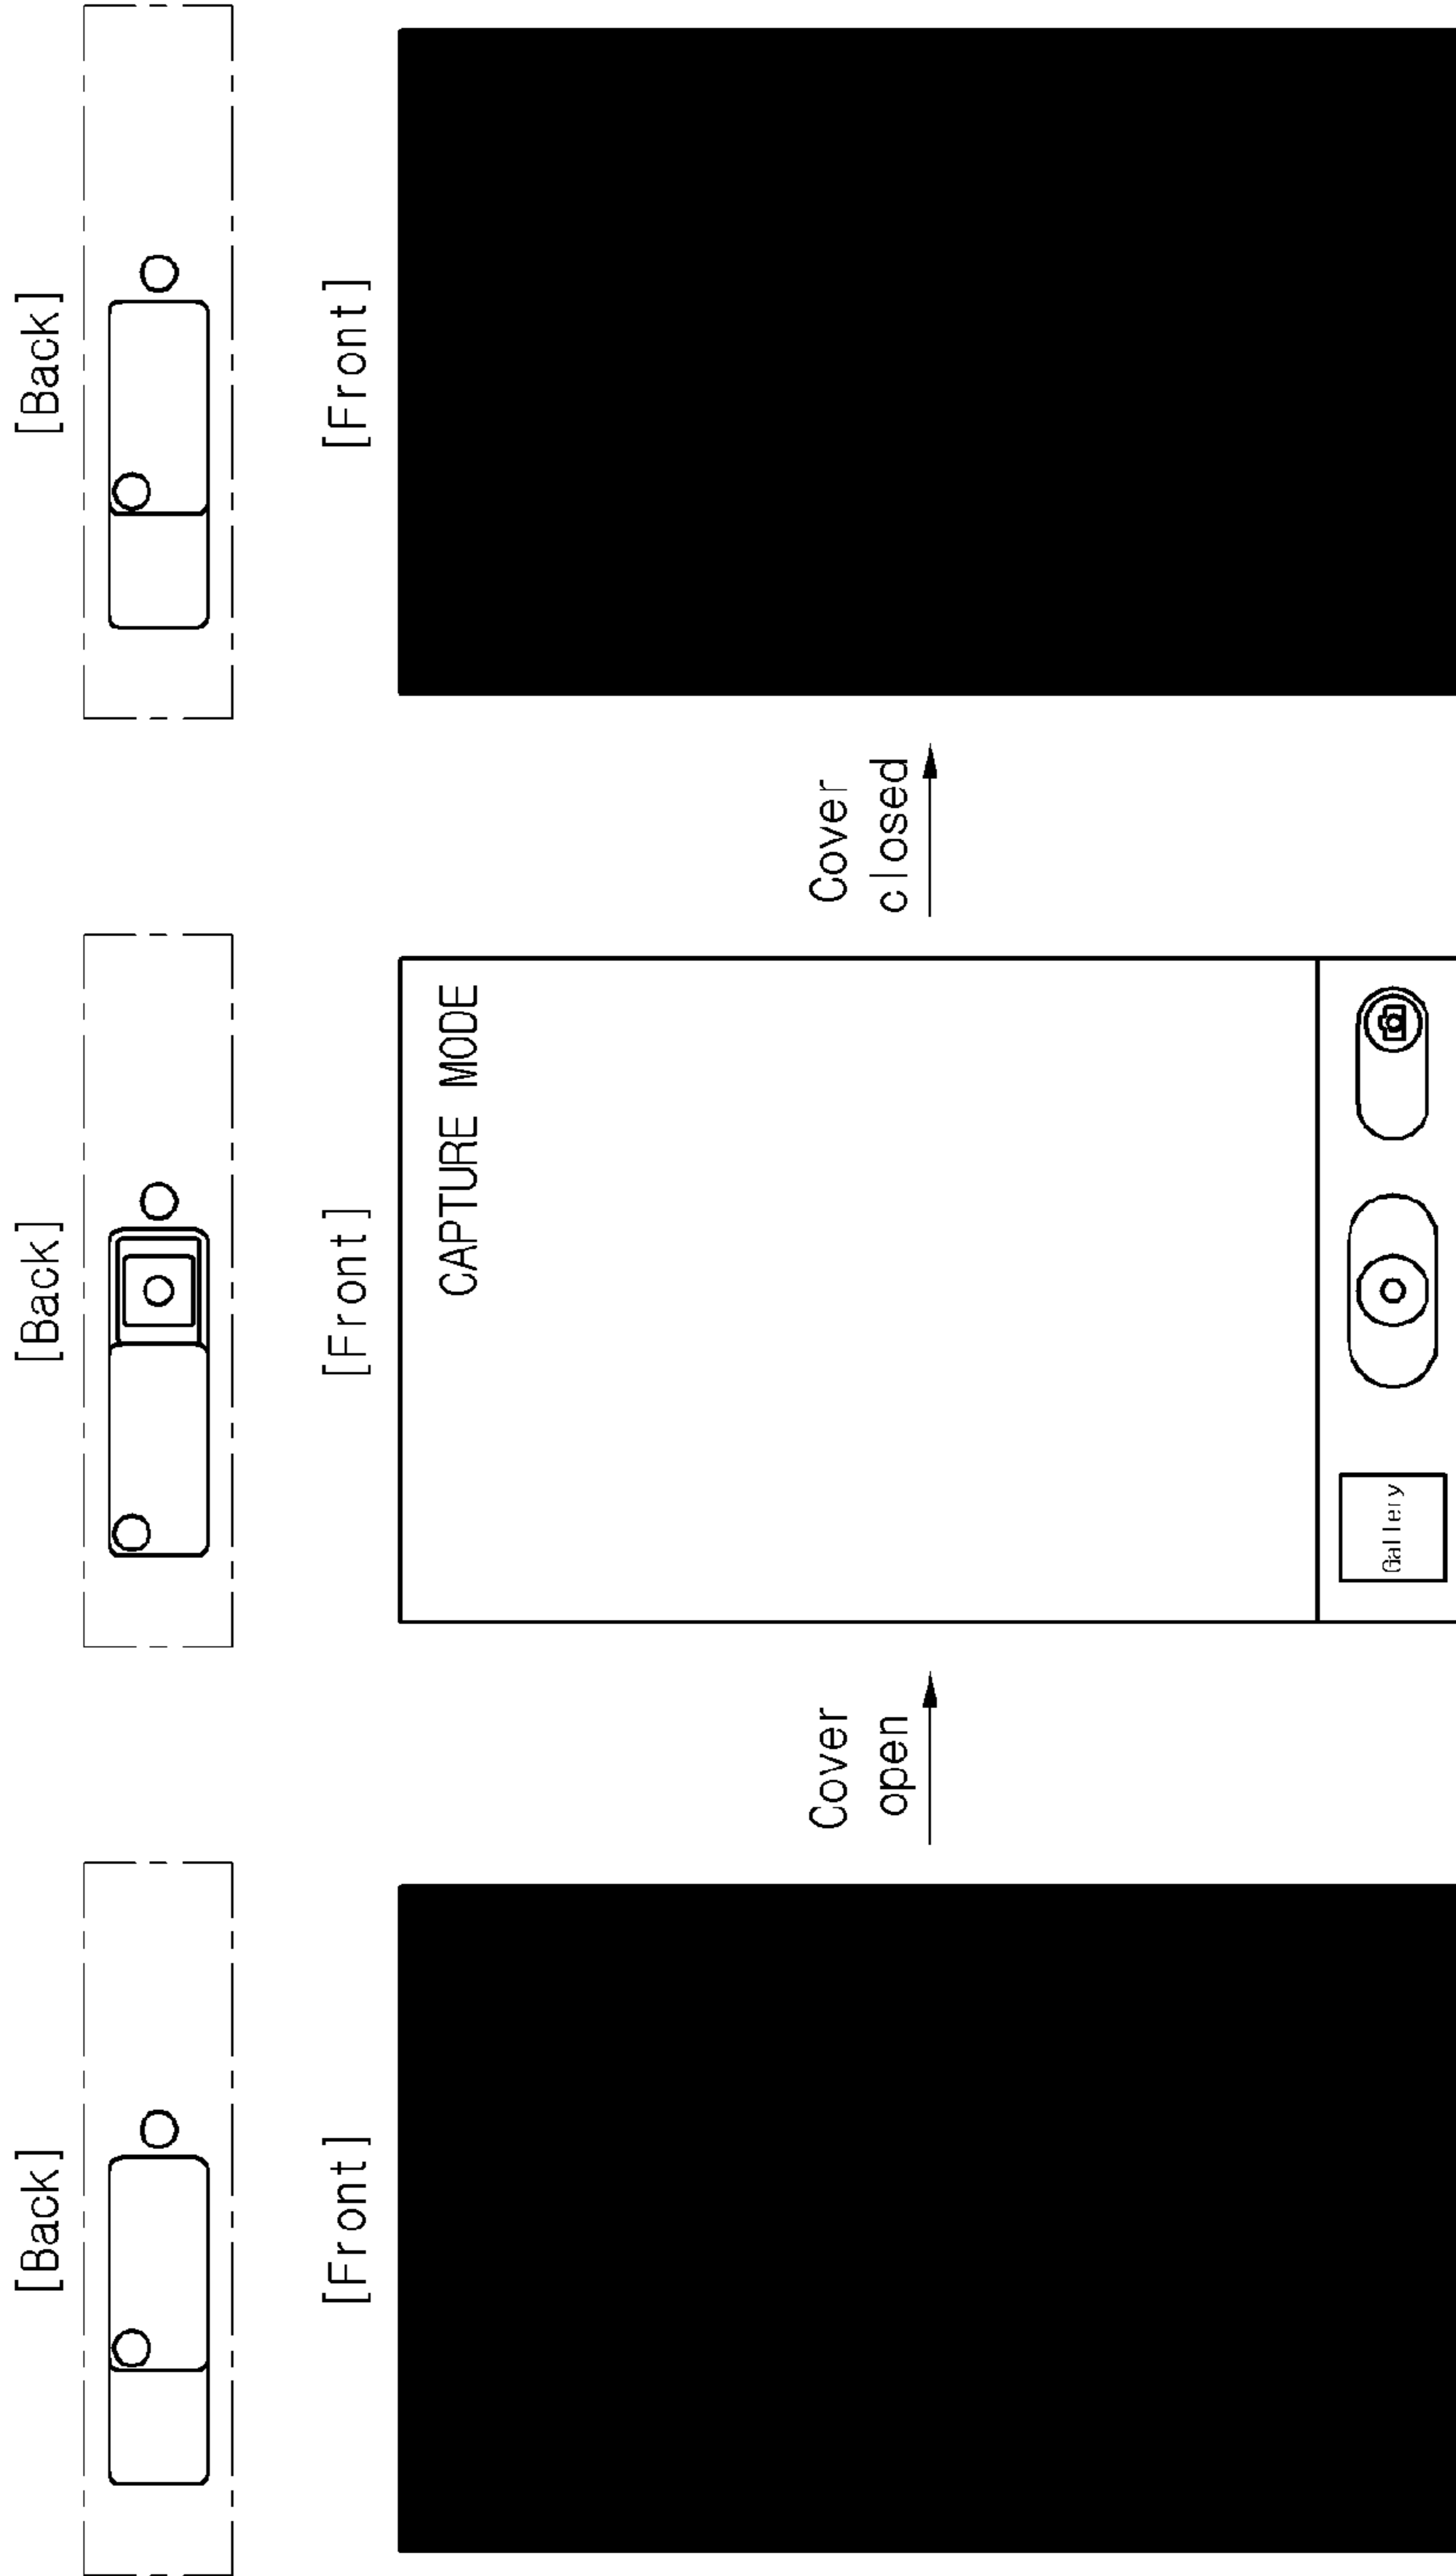 [Back]
[Back]
[Back]
[Front]
[Front]
[Front]
CAPTURE MODE
Cover
open
Cover
closed
Gallery